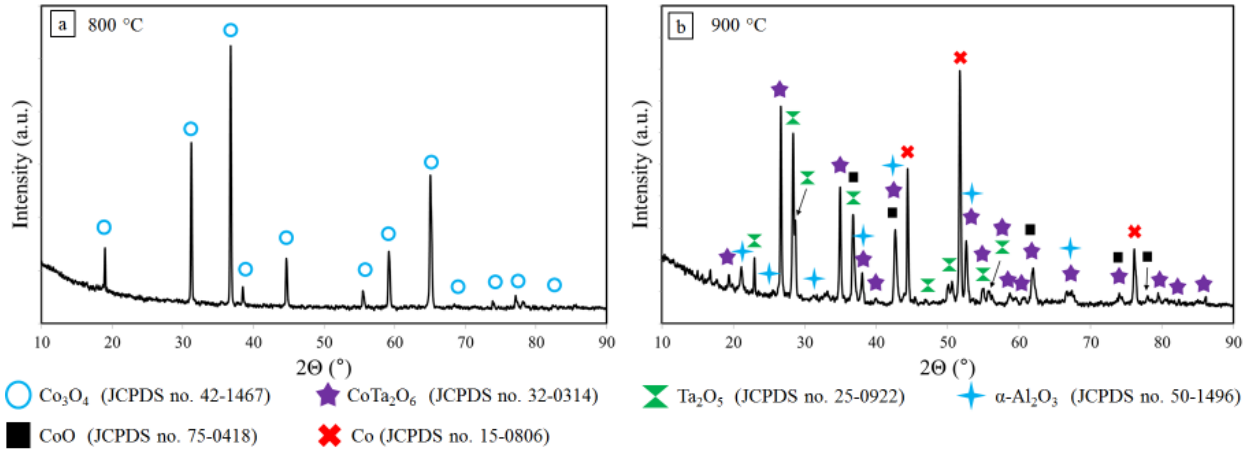 a 800 °C
Intensity (a.u.)
10 20 30 40 50 60 70 80 90
2Θ (°)
b 900 °C
Intensity (a.u.)
10 20 30 40 50 60 70 80 90
2Θ (°)
Co₃O₄ (JCPDS no. 42-1467)
CoTa₂O₆ (JCPDS no. 32-0314)
Ta₂O₅ (JCPDS no. 25-0922)
α-Al₂O₃ (JCPDS no. 50-1496)
CoO (JCPDS no. 75-0418)
Co (JCPDS no. 15-0806)